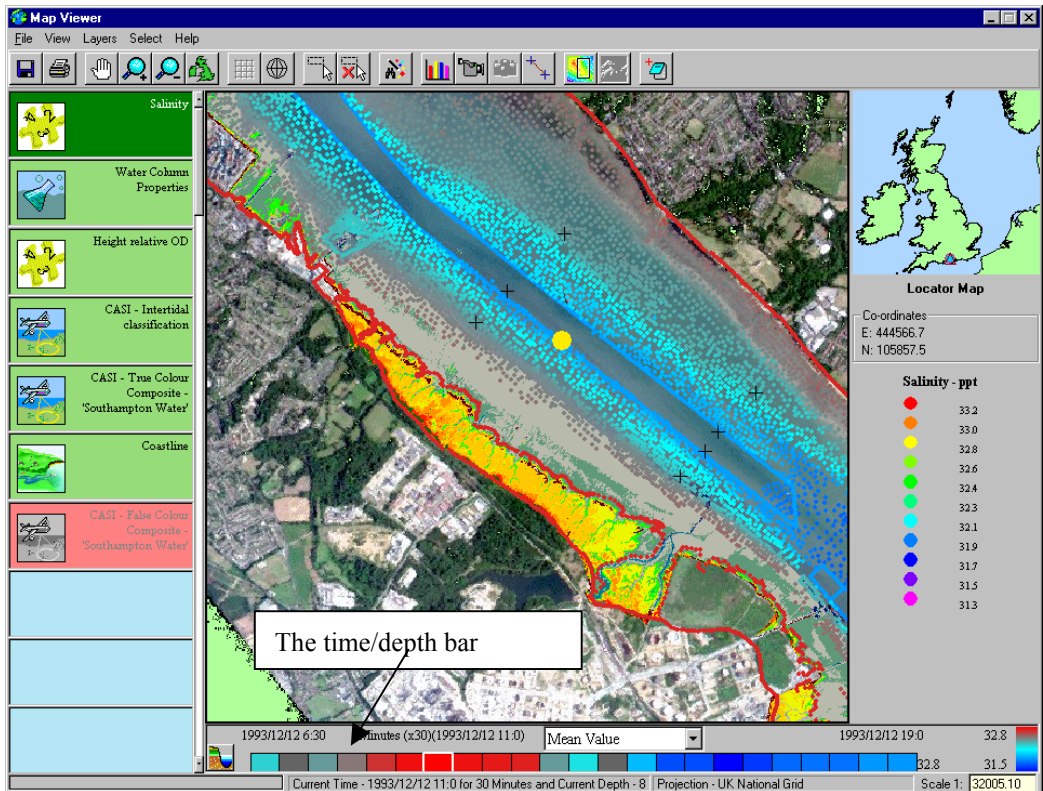 Map Viewer
File View Layers Select Help
Salinity
Water Column
Properties
Height relative OD
CASI - Intertidal
classification
CASI - True Colour
Composite -
'Southampton Water'
Coastline
CASI - False Colour
Composite -
'Southampton Water'
The time/depth bar
Locator Map
Co-ordinates
E: 444566.7
N: 105857.5
Salinity - ppt
33.2
33.0
32.8
32.6
32.4
32.3
32.1
31.9
31.7
31.5
31.3
1993/12/12 6:30
(x30)(1993/12/12 11:0)
Mean Value
1993/12/12 19:0
32.8
32.8
31.5
Current Time - 1993/12/12 11:0 for 30 Minutes and Current Depth - 8
Projection - UK National Grid
Scale 1: 32005.10